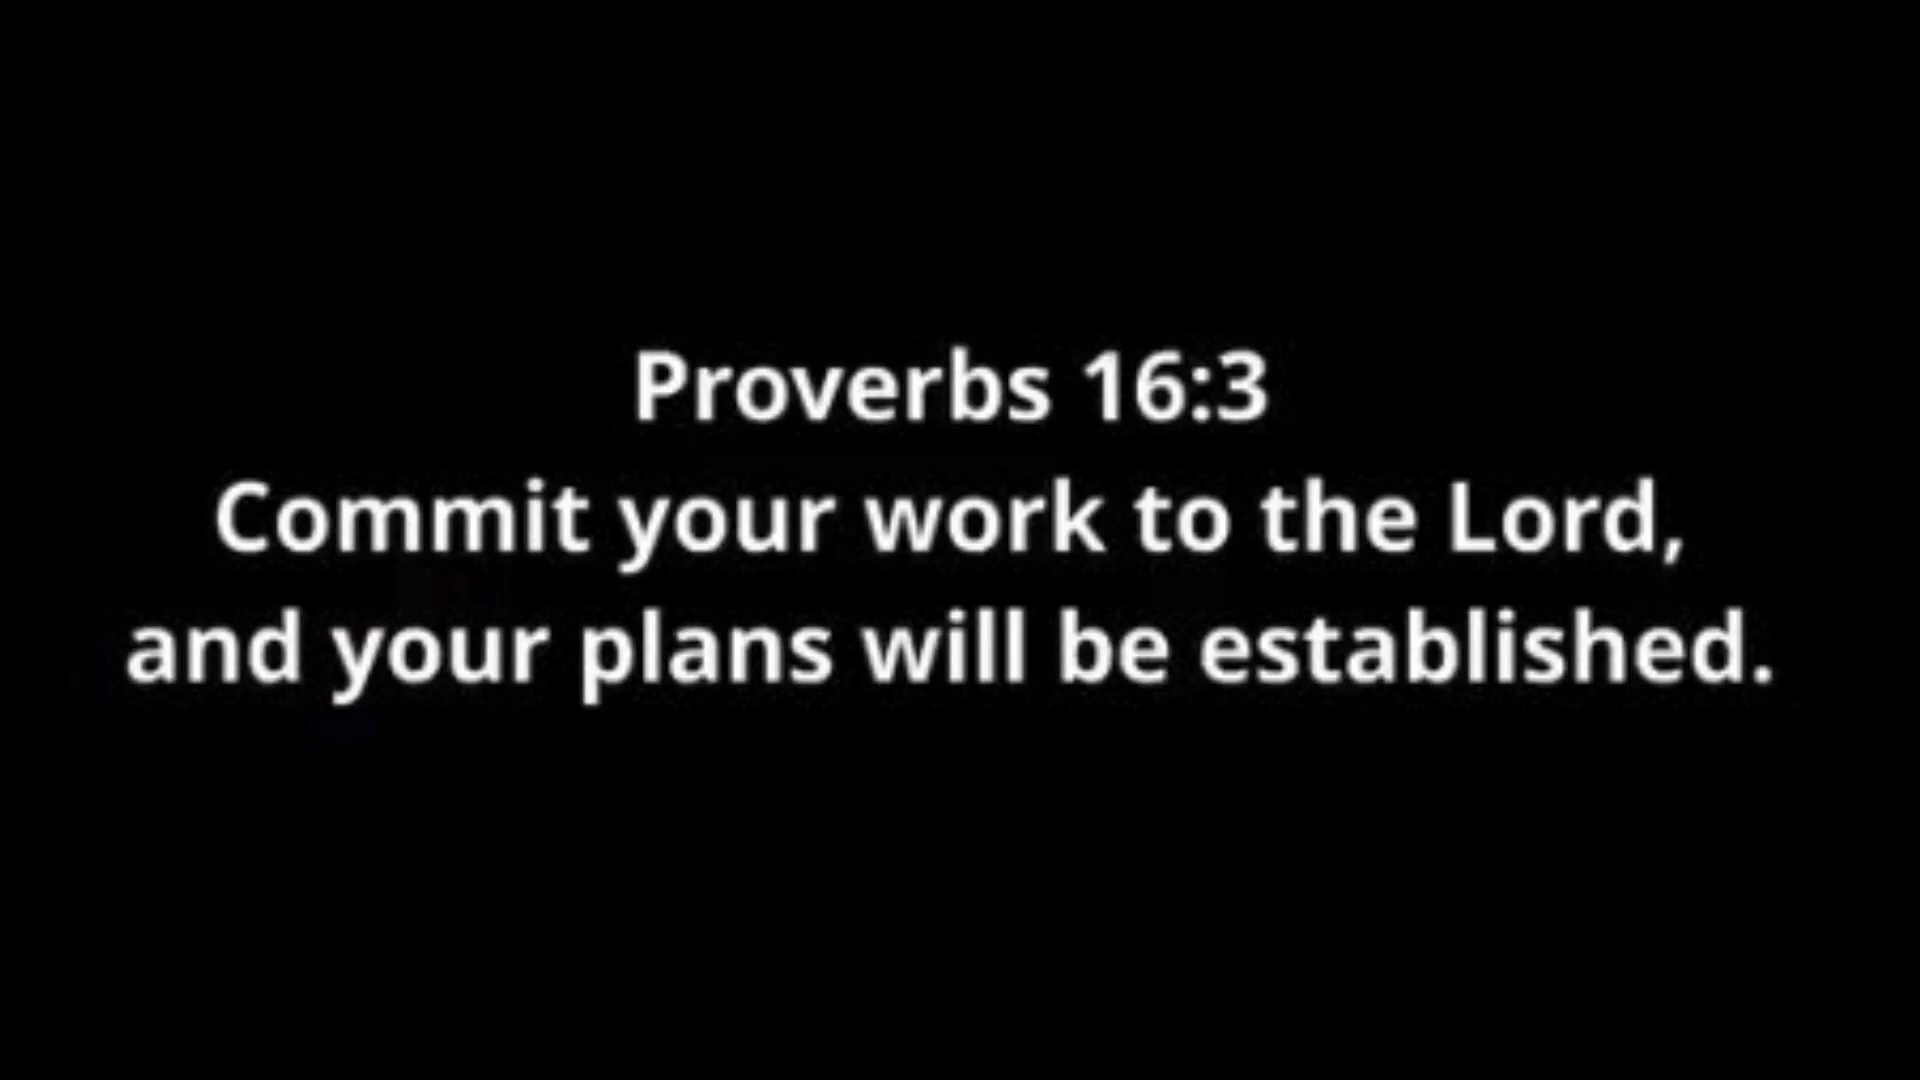 Proverbs 16:3
Commit your work to the Lord,
and your plans will be established.